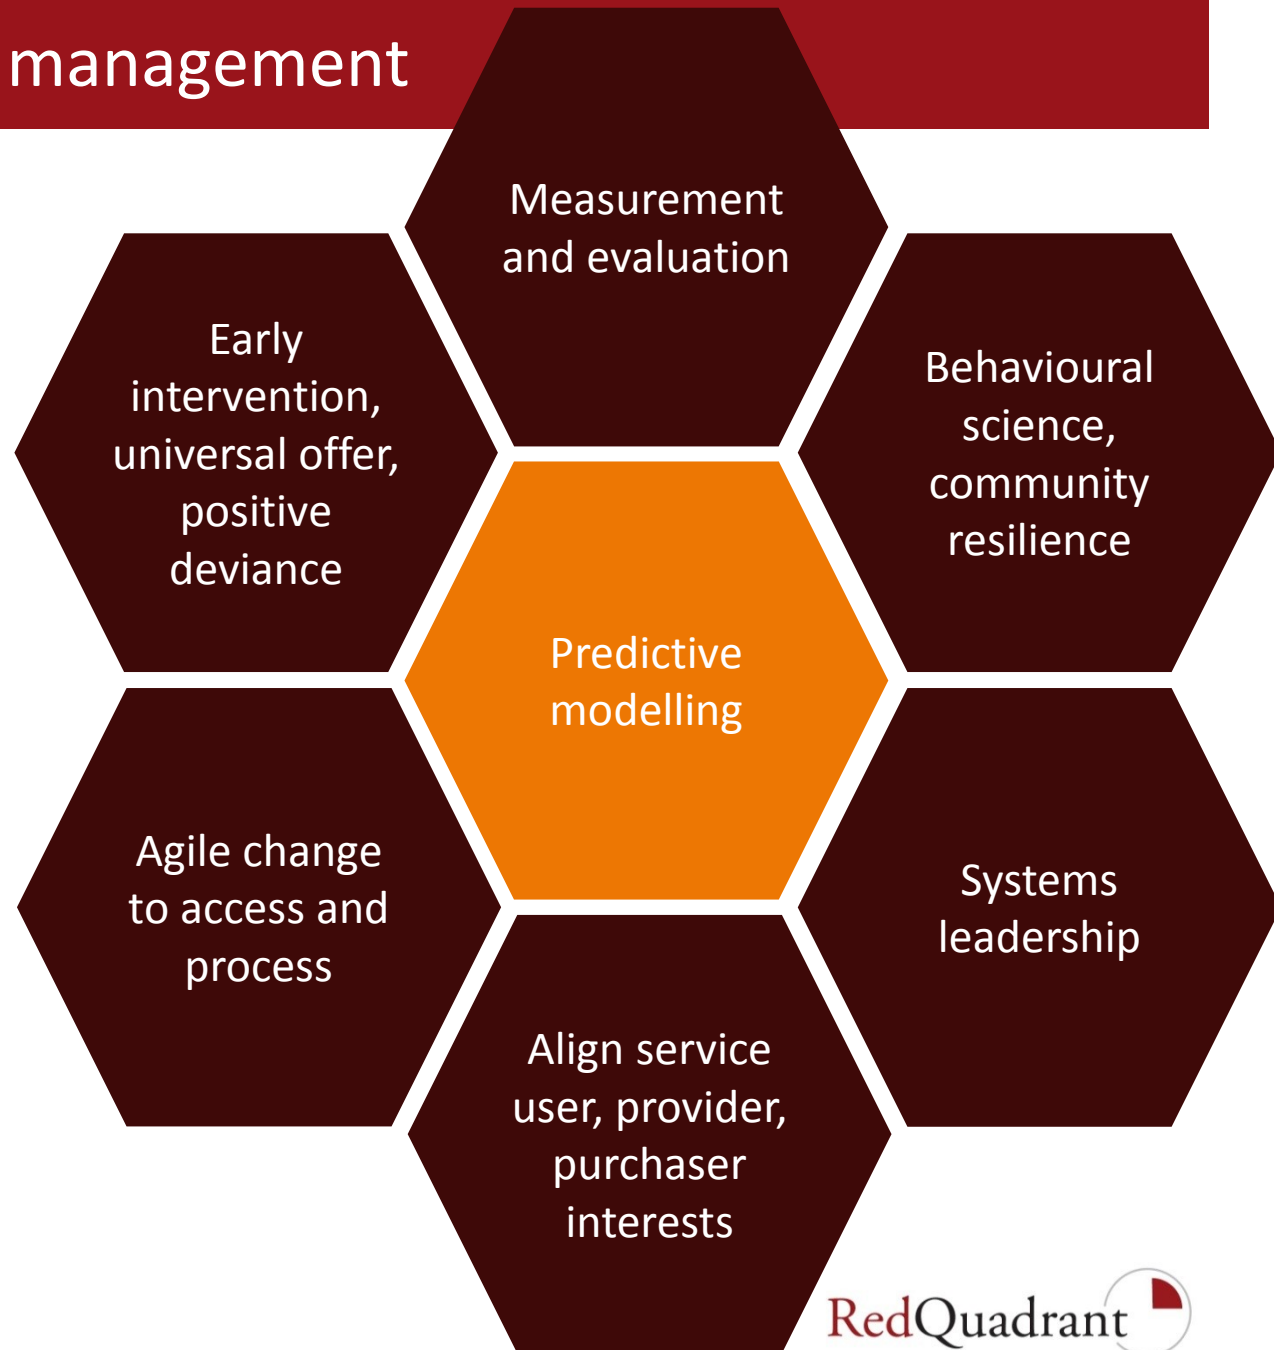 management
Measurement
and evaluation
Early
intervention,
universal offer,
positive
deviance
Behavioural
science,
community
resilience
Predictive
modelling
Agile change
to access and
process
Systems
leadership
Align service
user, provider,
purchaser
interests
RedQuadrant